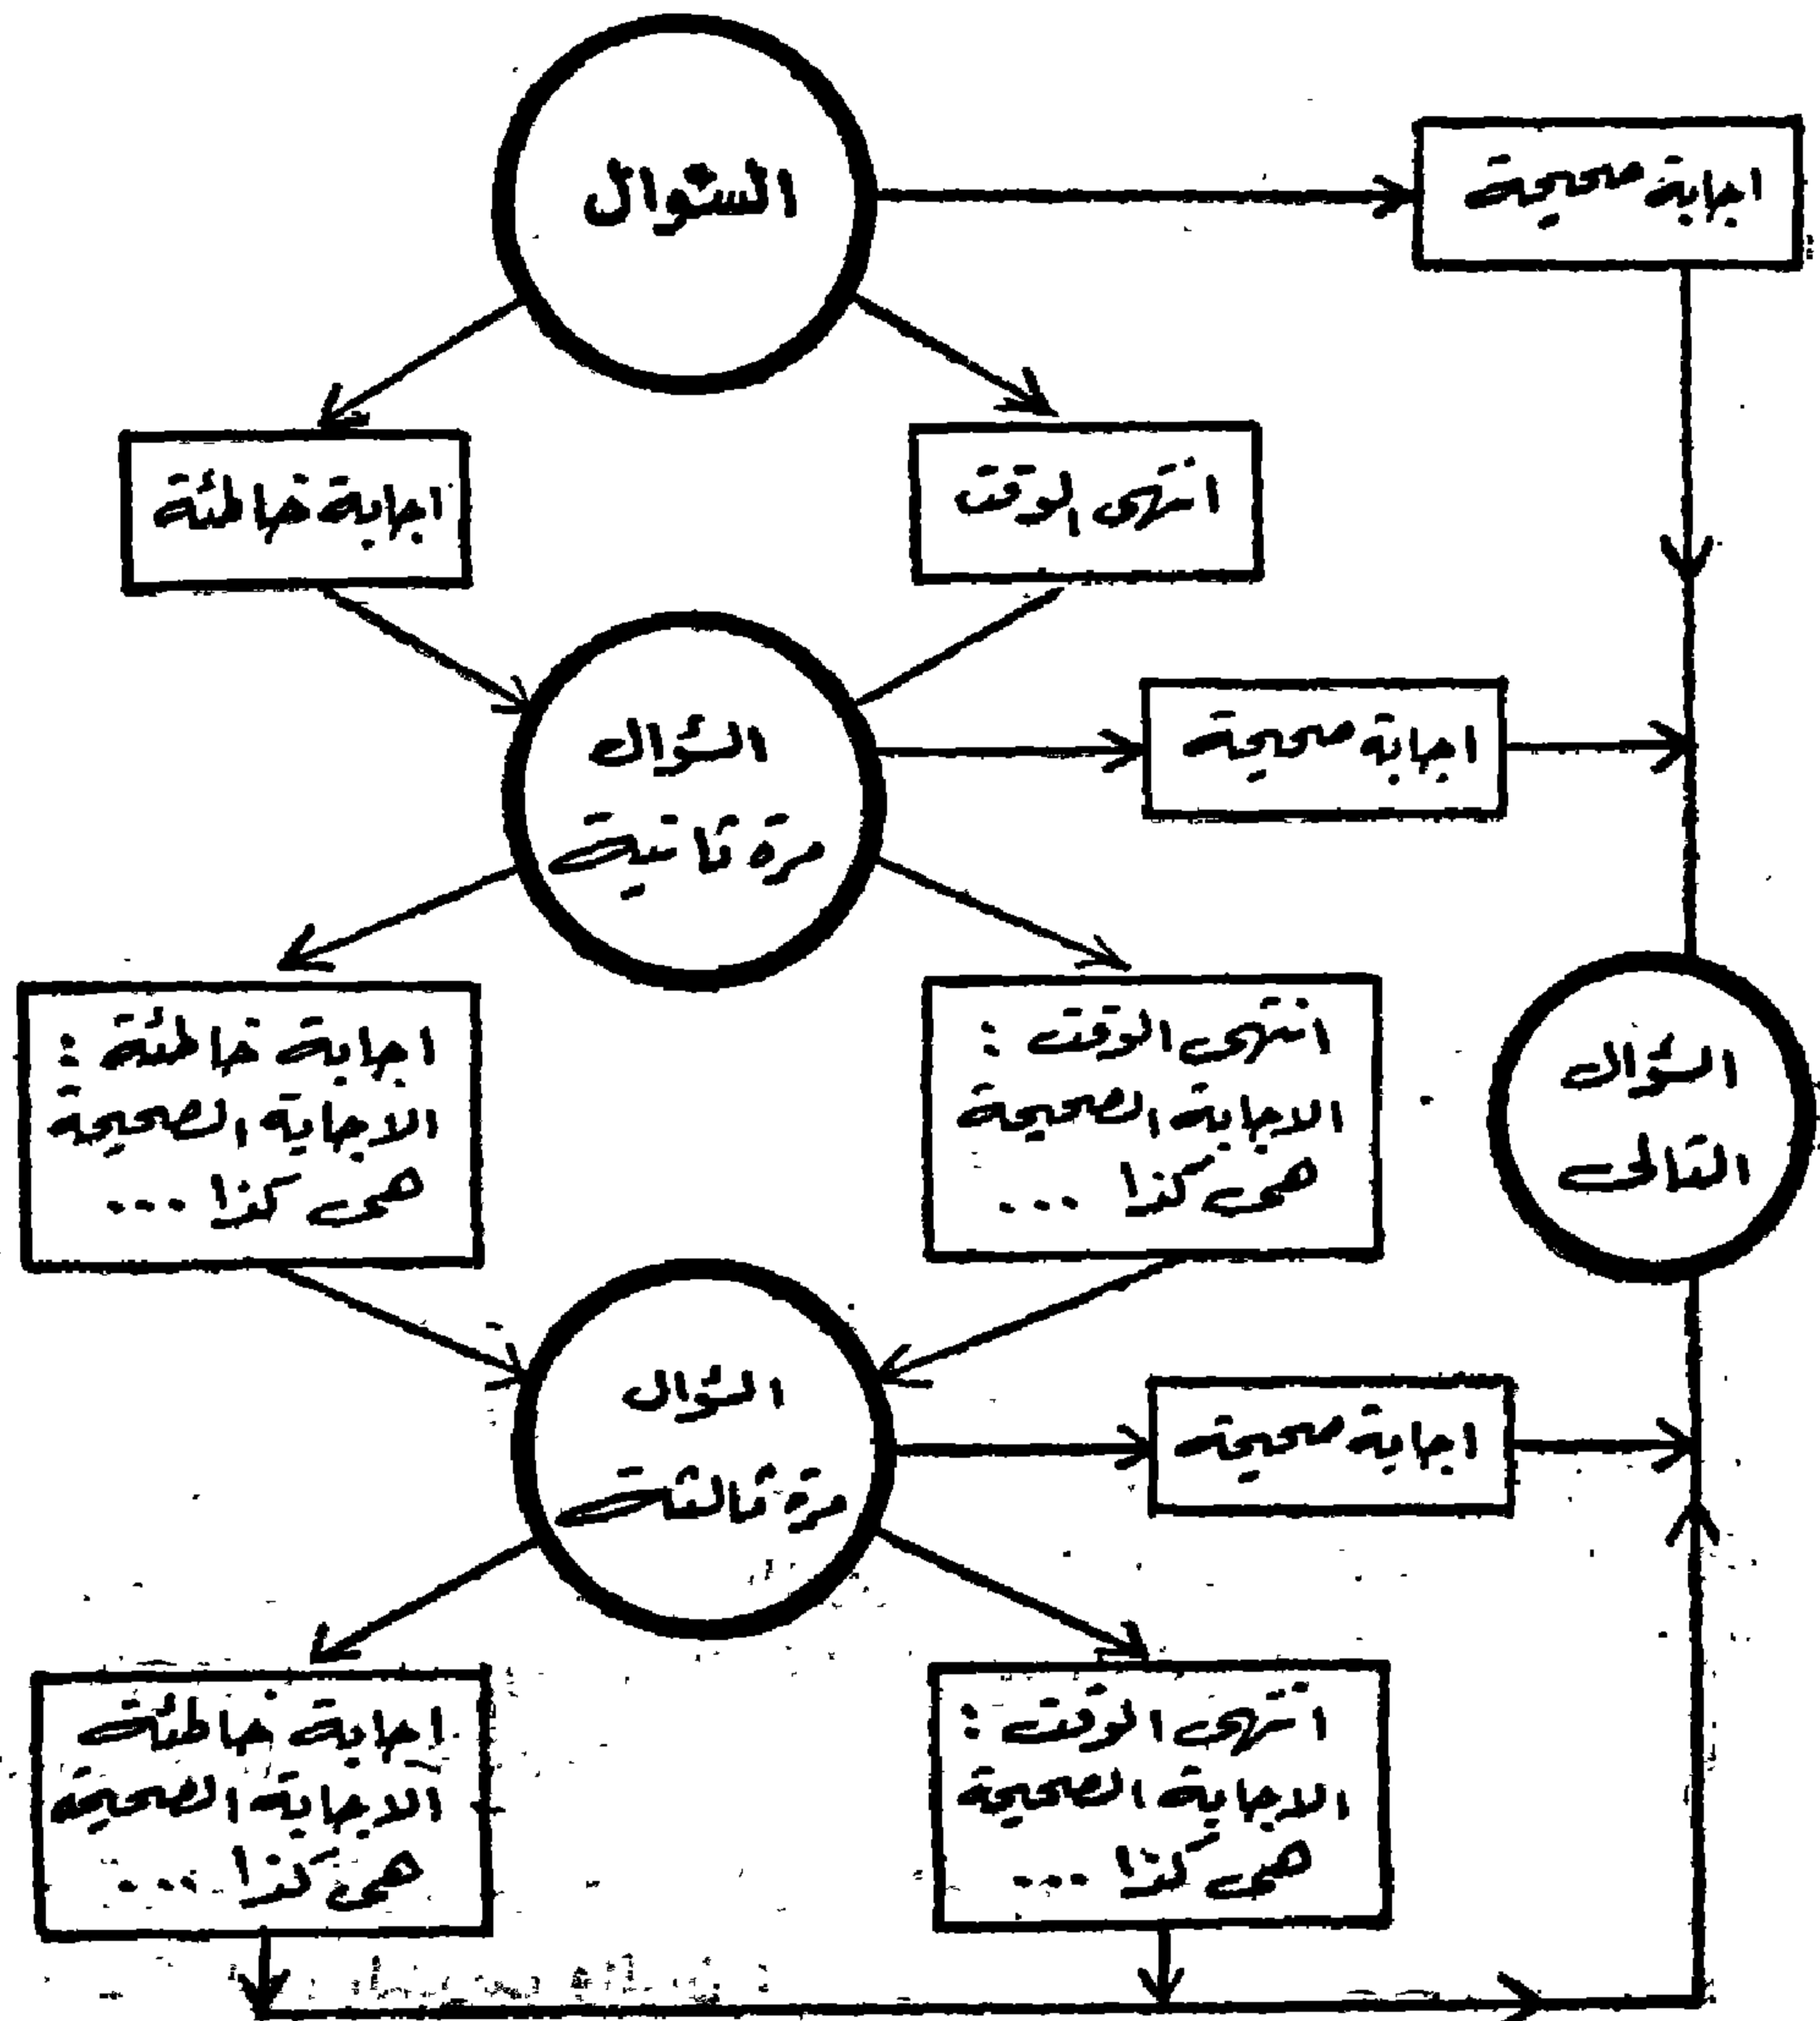 السؤال
اجابة صحيحة
انتهى الوقت
اجابة خاطئة
السؤال
مرة ثانية
اجابة صحيحة
انتهى الوقت :
الاجابة الصحيحة
هى كذا ...
اجابة خاطئة :
الاجابة الصحيحة
هى كذا ...
السؤال
التالى
السؤال
مرة ثالثة
اجابة صحيحة
انتهى الوقت :
الاجابة الصحيحة
هى كذا ...
اجابة خاطئة
الاجابة الصحيحة
هى كذا ...